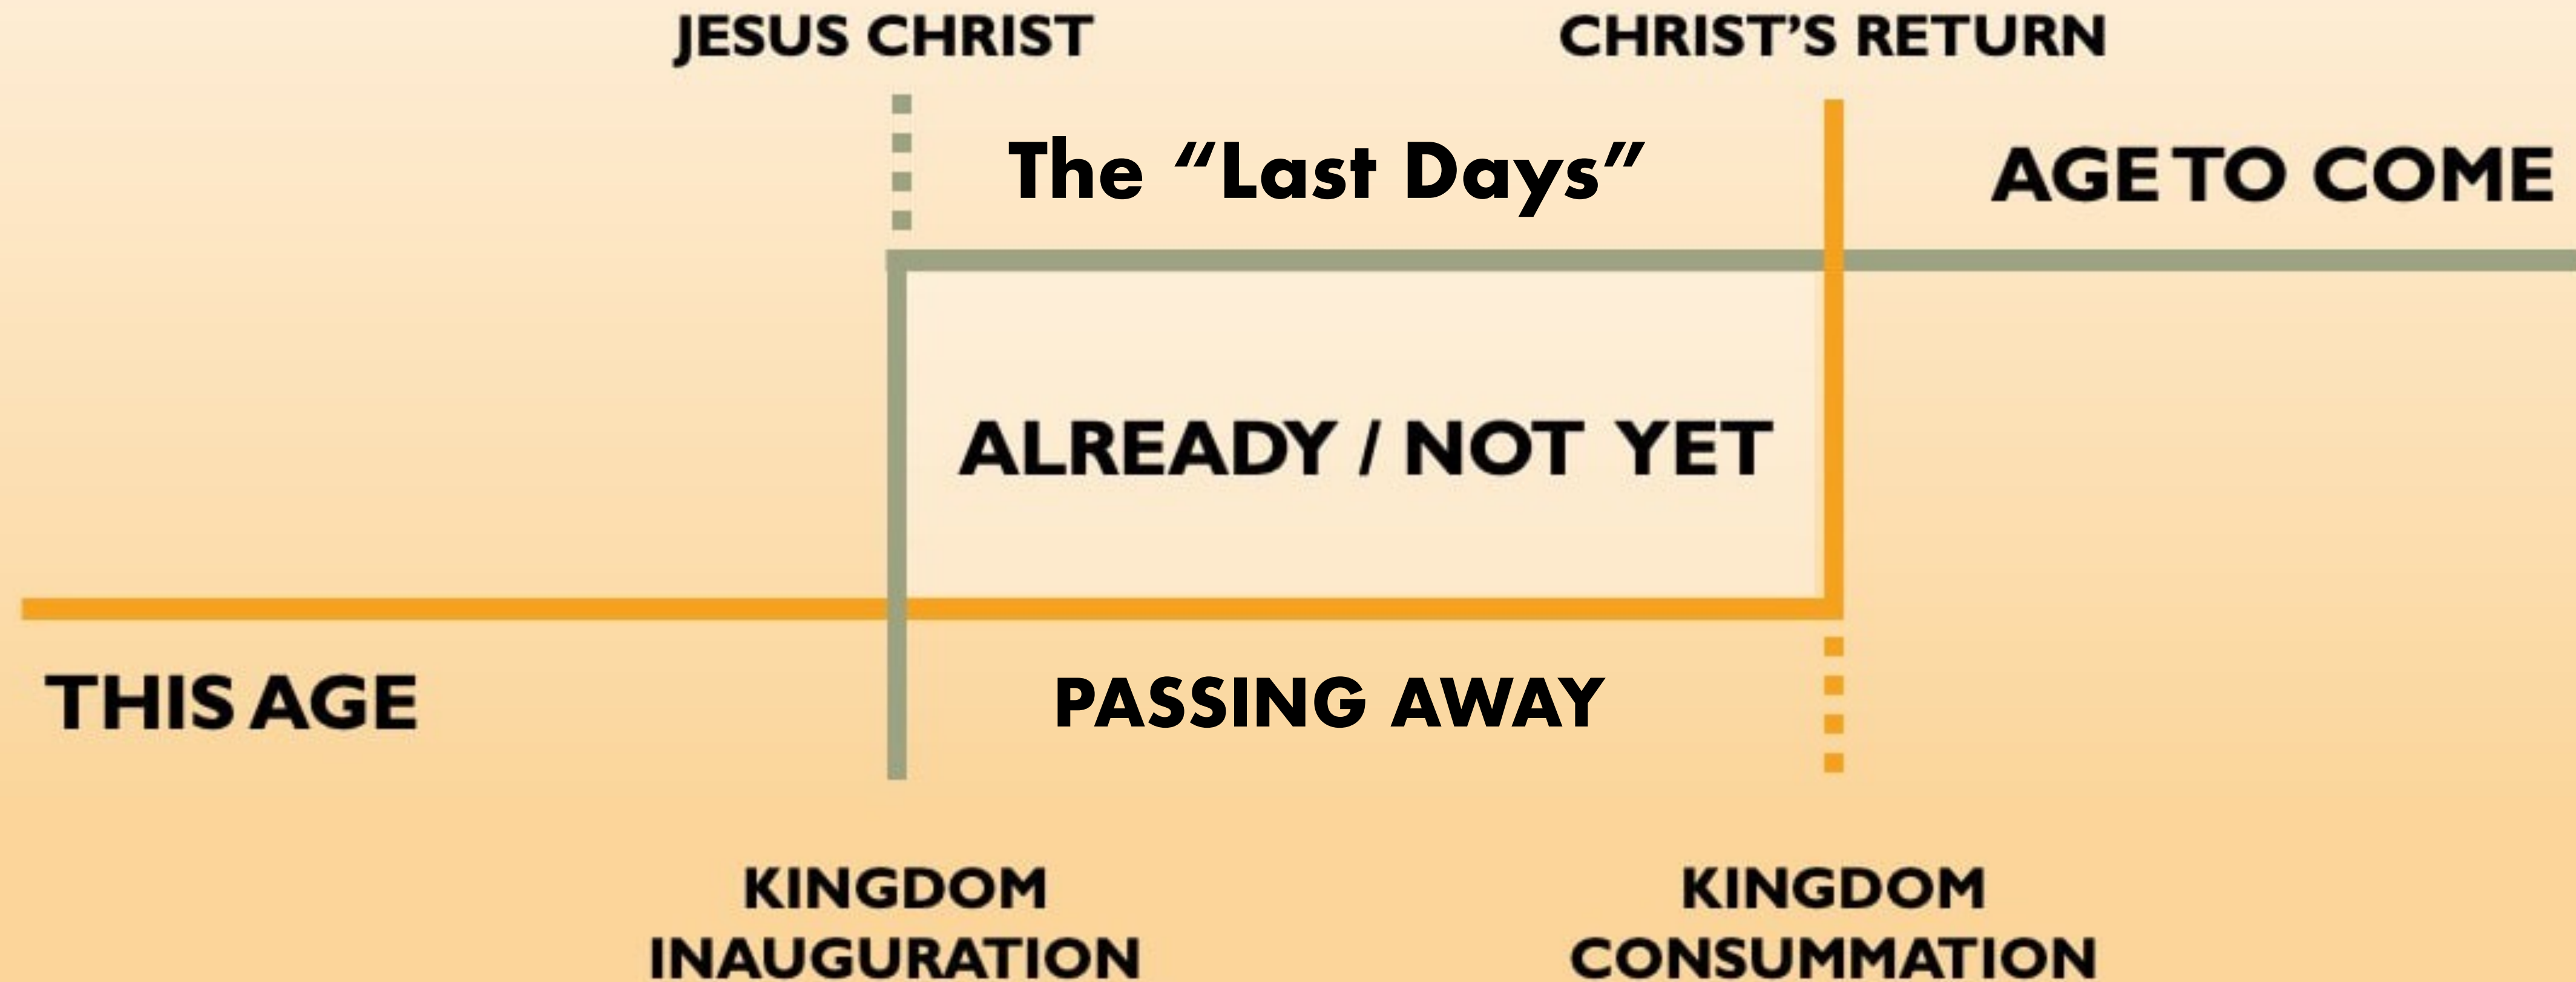 JESUS CHRIST
CHRIST’S RETURN
The “Last Days”
AGE TO COME
ALREADY / NOT YET
THIS AGE
PASSING AWAY
KINGDOM
INAUGURATION
KINGDOM
CONSUMMATION